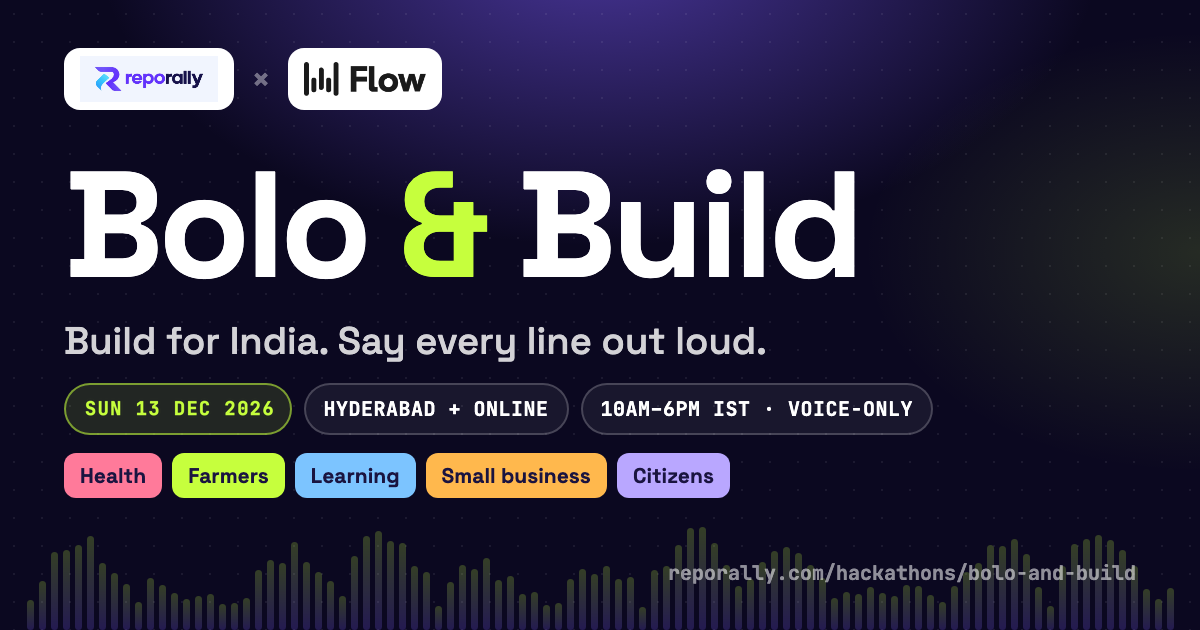 reporally × Flow
Bolo & Build
Build for India. Say every line out loud.
SUN 13 DEC 2026 HYDERABAD + ONLINE 10AM–6PM IST · VOICE-ONLY
Health Farmers Learning Small business Citizens
reporally.com/hackathons/bolo-and-build